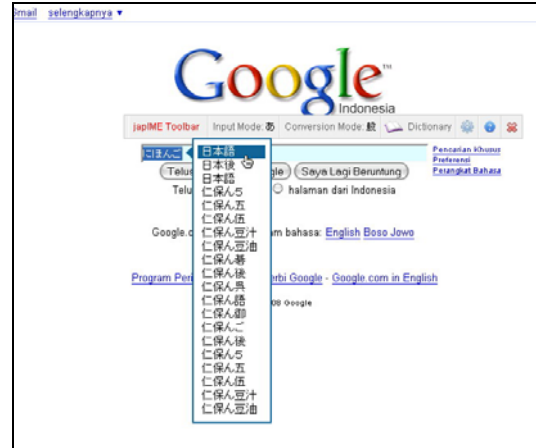 Gmail selengkapnya ▼
Google™
Indonesia
japIME Toolbar Input Mode: あ Conversion Mode: Dictionary
にほんご
Pencarian Khusus
Preferensi
Perangkat Bahasa
日本語
日本後
日本語
仁保ん5
仁保ん五
仁保ん伍
仁保ん豆汁
仁保ん豆油
仁保ん碁
仁保ん後
仁保ん呉
仁保ん語
仁保ん御
仁保んご
仁保ん後
仁保ん5
仁保ん五
仁保ん伍
仁保ん豆汁
仁保ん豆油
Telu gle Saya Lagi Beruntung
Telu halaman dari Indonesia
Google.c m bahasa: English Boso Jowo
Program Peri erbi Google - Google.com in English
08 Google